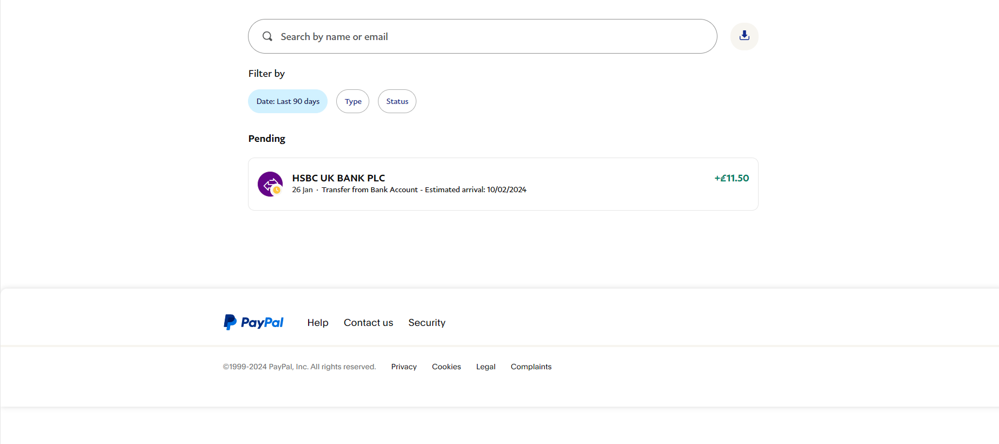 Search by name or email
Filter by
Date: Last 90 days Type Status
Pending
HSBC UK BANK PLC +£11.50
26 Jan · Transfer from Bank Account - Estimated arrival: 10/02/2024
PayPal Help Contact us Security
©1999-2024 PayPal, Inc. All rights reserved. Privacy Cookies Legal Complaints